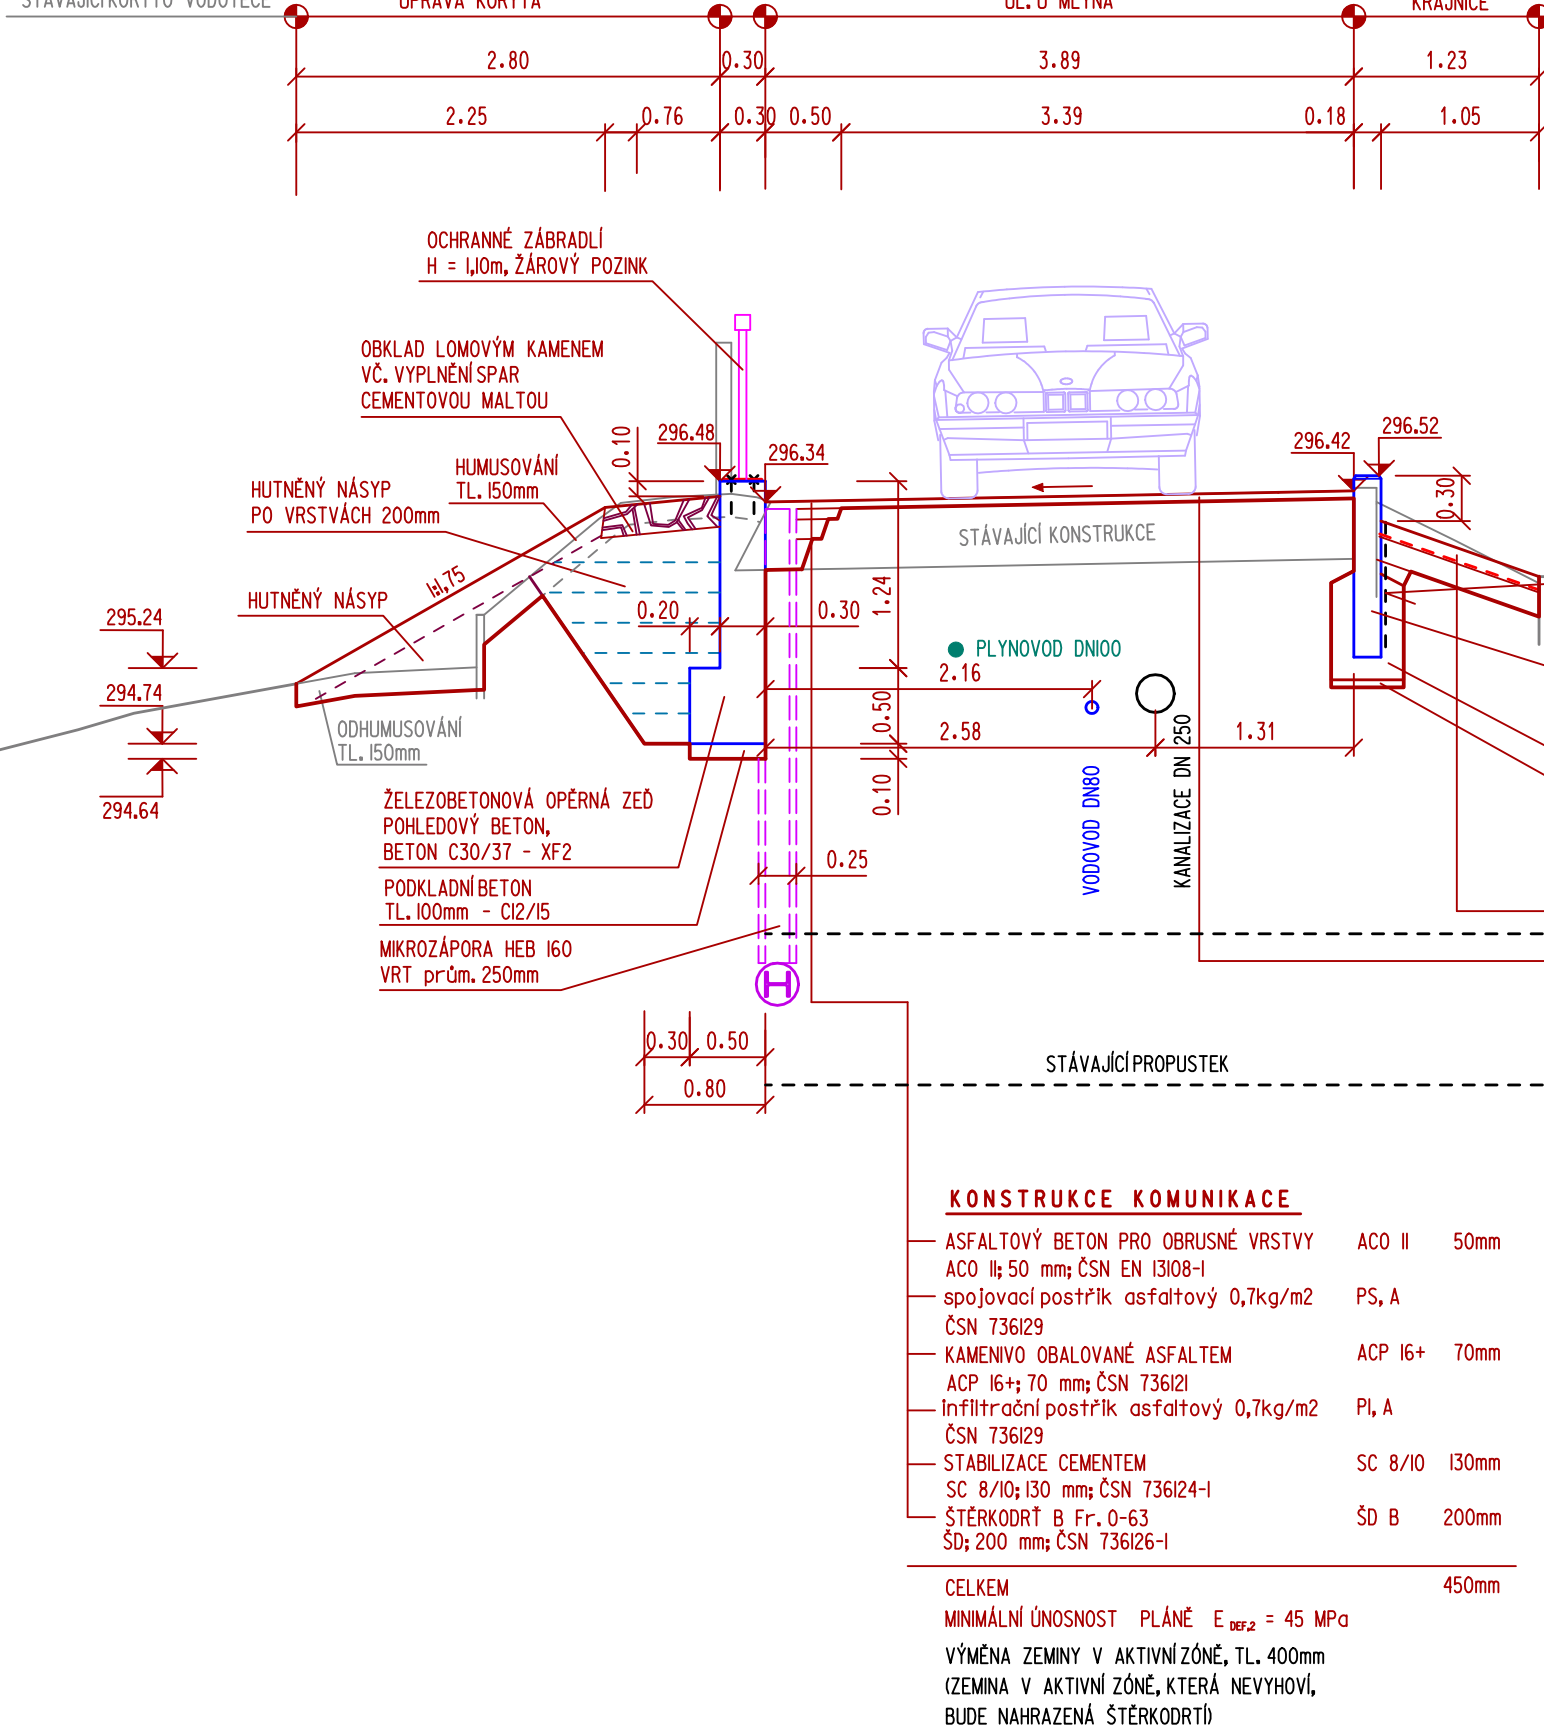 STÁVAJÍCÍ KORYTO VODOTEČE
ÚPRAVA KORYTA
UL. U MLÝNA
KRAJNICE
2.80
0.30
3.89
1.23
2.25
0.76
0.30
0.50
3.39
0.18
1.05
OCHRANNÉ ZÁBRADLÍ
H = 1,10m, ŽÁROVÝ POZINK
OBKLAD LOMOVÝM KAMENEM
VČ. VYPLNĚNÍ SPAR
CEMENTOVOU MALTOU
0.10
296.48
296.34
296.42
296.52
0.30
HUMUSOVÁNÍ
TL. 150mm
HUTNĚNÝ NÁSYP
PO VRSTVÁCH 200mm
STÁVAJÍCÍ KONSTRUKCE
1:1,75
HUTNĚNÝ NÁSYP
0.20
0.30
1.24
295.24
PLYNOVOD DN100
2.16
294.74
0.50
ODHUMUSOVÁNÍ
TL. 150mm
2.58
1.31
294.64
0.10
VODOVOD DN80
KANALIZACE DN 250
ŽELEZOBETONOVÁ OPĚRNÁ ZEĎ
POHLEDOVÝ BETON,
BETON C30/37 - XF2
0.25
PODKLADNÍ BETON
TL. 100mm - C12/15
MIKROZÁPORA HEB 160
VRT prům. 250mm
H
0.30
0.50
0.80
STÁVAJÍCÍ PROPUSTEK
KONSTRUKCE KOMUNIKACE
ASFALTOVÝ BETON PRO OBRUSNÉ VRSTVY ACO 11 50mm
ACO 11; 50 mm; ČSN EN 13108-1
spojovací postřik asfaltový 0,7kg/m2 PS, A
ČSN 736129
KAMENIVO OBALOVANÉ ASFALTEM ACP 16+ 70mm
ACP 16+; 70 mm; ČSN 736121
infiltrační postřik asfaltový 0,7kg/m2 PI, A
ČSN 736129
STABILIZACE CEMENTEM SC 8/10 130mm
SC 8/10; 130 mm; ČSN 736124-1
ŠTĚRKODRŤ B Fr. 0-63 ŠD B 200mm
ŠD; 200 mm; ČSN 736126-1
CELKEM 450mm
MINIMÁLNÍ ÚNOSNOST PLÁNĚ E DEF,2 = 45 MPa
VÝMĚNA ZEMINY V AKTIVNÍ ZÓNĚ, TL. 400mm
(ZEMINA V AKTIVNÍ ZÓNĚ, KTERÁ NEVYHOVÍ,
BUDE NAHRAZENÁ ŠTĚRKODRTÍ)